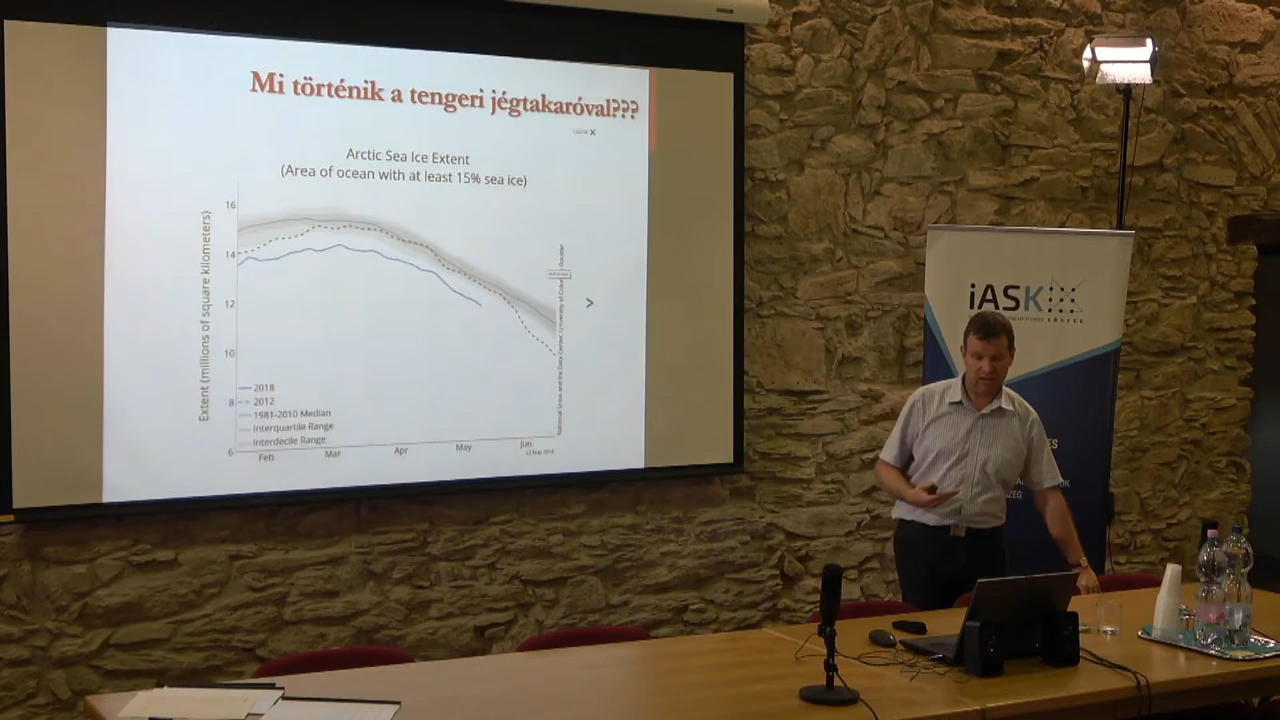 Mi történik a tengeri jégtakaróval???
Arctic Sea Ice Extent
(Area of ocean with at least 15% sea ice)
Extent (millions of square kilometers)
16
14
12
10
8
6
2018
2012
1981-2010 Median
Interquartile Range
Interdecile Range
Feb
Mar
Apr
May
Jun
National Snow and Ice Data Center, University of Colorado Boulder
iASK
KŐSZEG